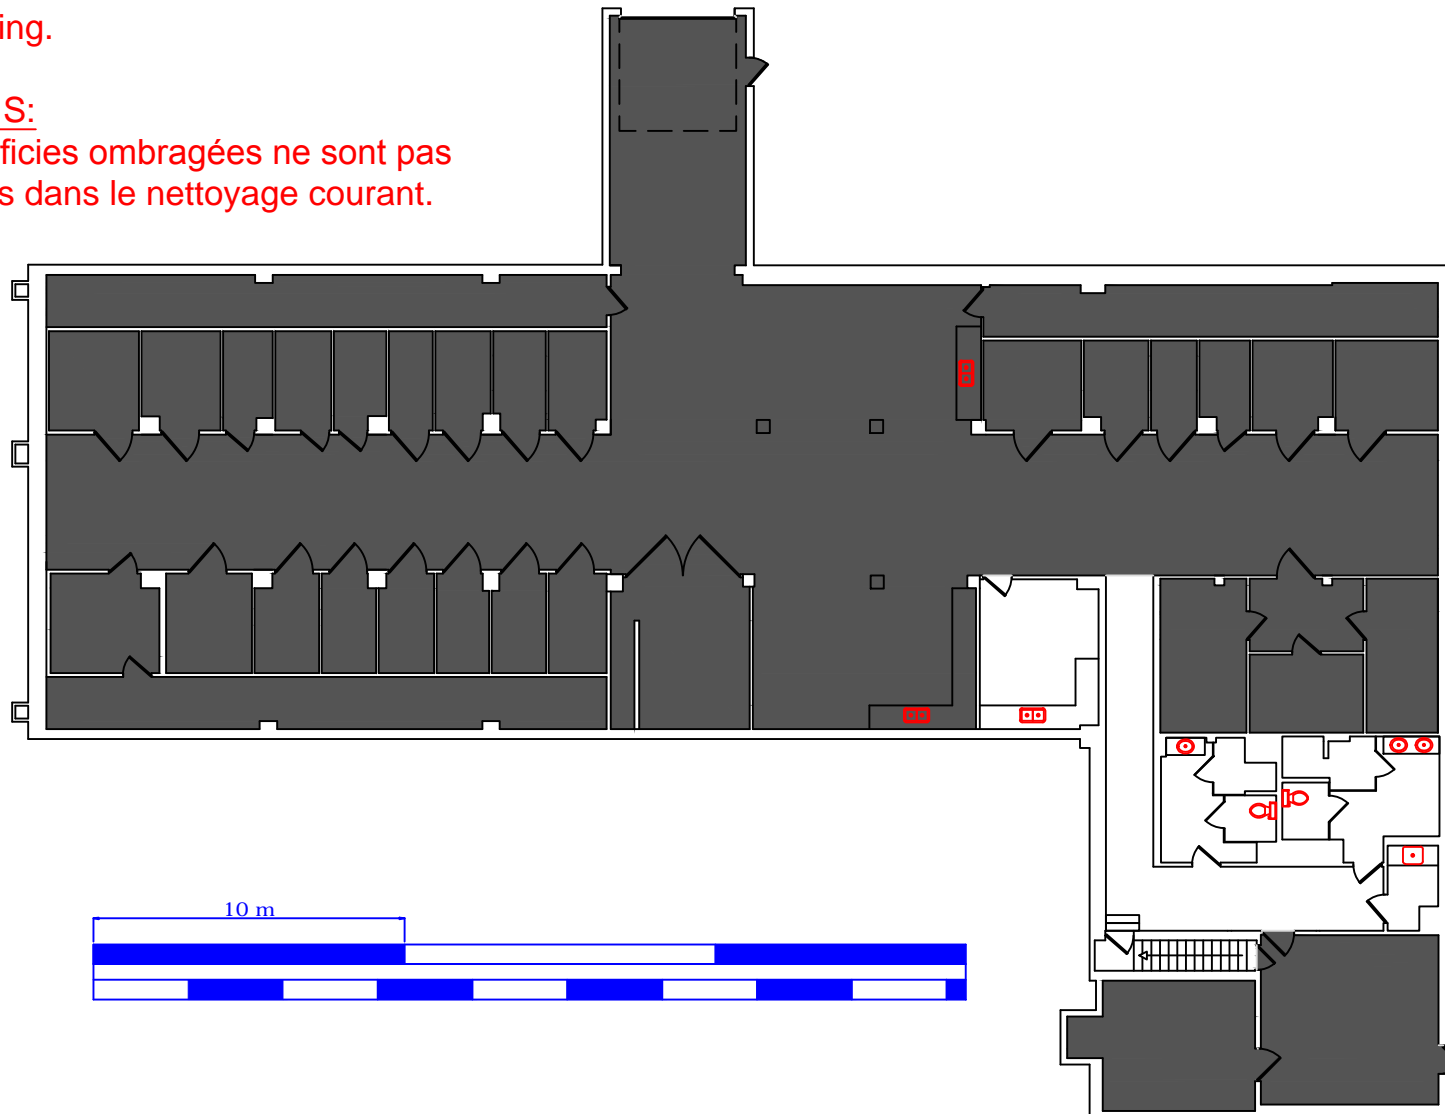 ing.
S:
ficies ombragées ne sont pas
s dans le nettoyage courant.
10 m